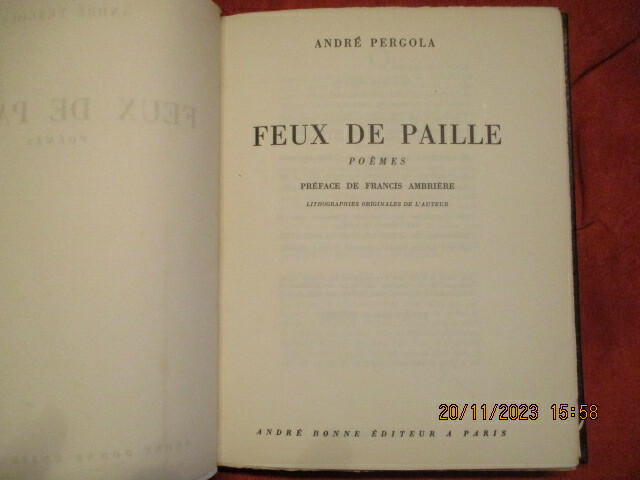 ANDRÉ PERGOLA
FEUX DE PAILLE
POÈMES
PRÉFACE DE FRANCIS AMBRIÈRE
LITHOGRAPHIES ORIGINALES DE L'AUTEUR
ANDRÉ BONNE ÉDITEUR A PARIS
20/11/2023 15:58